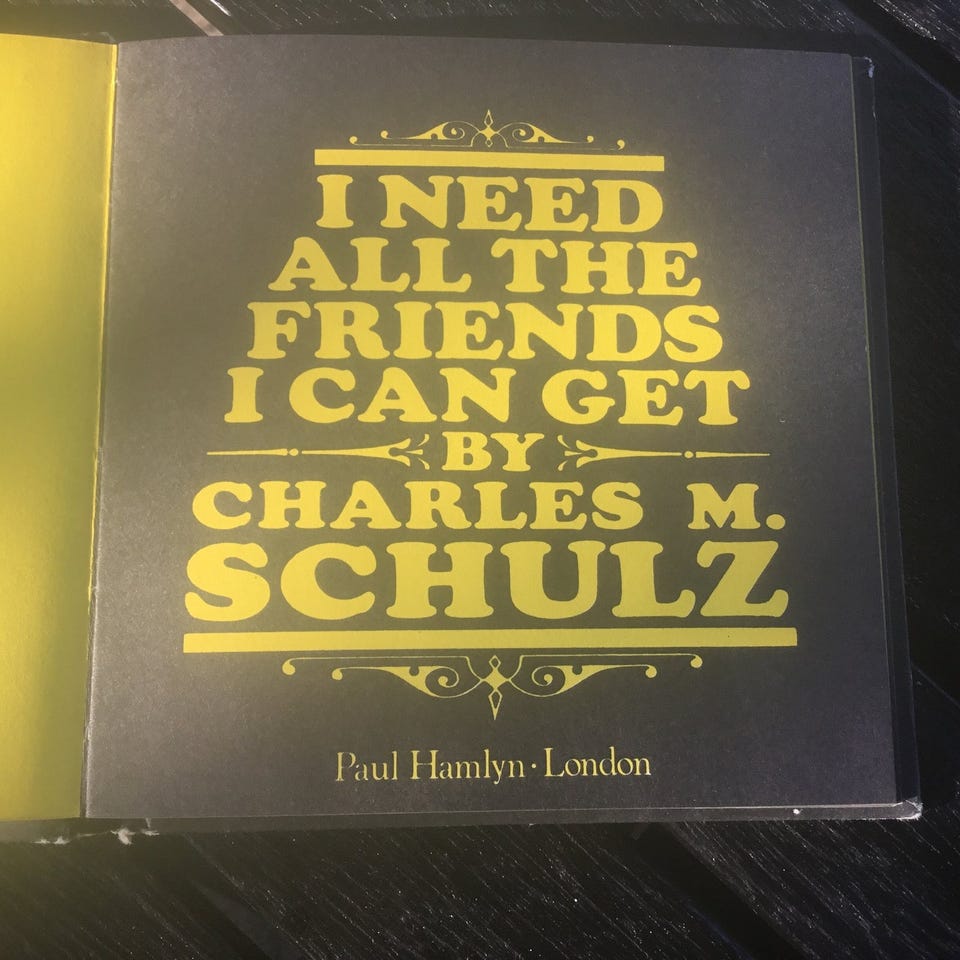 I NEED
ALL THE
FRIENDS
I CAN GET
BY
CHARLES M.
SCHULZ
Paul Hamlyn · London